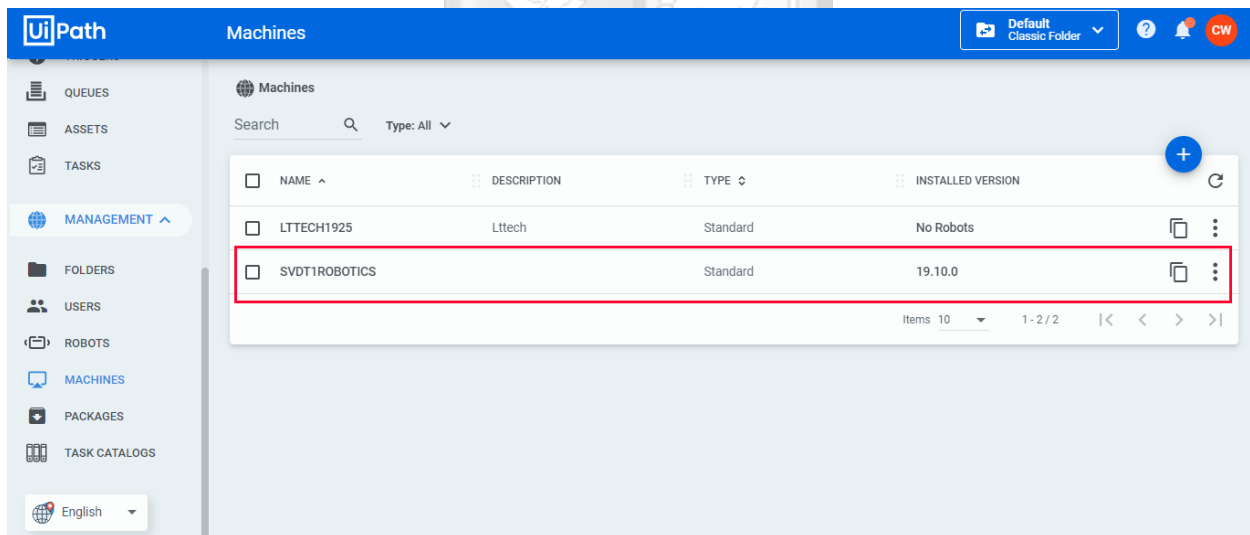 UiPath
Machines
Default
Classic Folder
?
CW
QUEUES
ASSETS
TASKS
MANAGEMENT
FOLDERS
USERS
ROBOTS
MACHINES
PACKAGES
TASK CATALOGS
English
Machines
Search
Type: All
+
NAME DESCRIPTION TYPE INSTALLED VERSION
LTTECH1925 Lttech Standard No Robots
SVDT1ROBOTICS Standard 19.10.0
Items 10 1 - 2 / 2